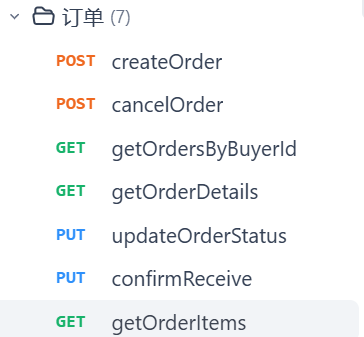 订单 (7)
POST createOrder
POST cancelOrder
GET getOrdersByBuyerId
GET getOrderDetails
PUT updateOrderStatus
PUT confirmReceive
GET getOrderItems